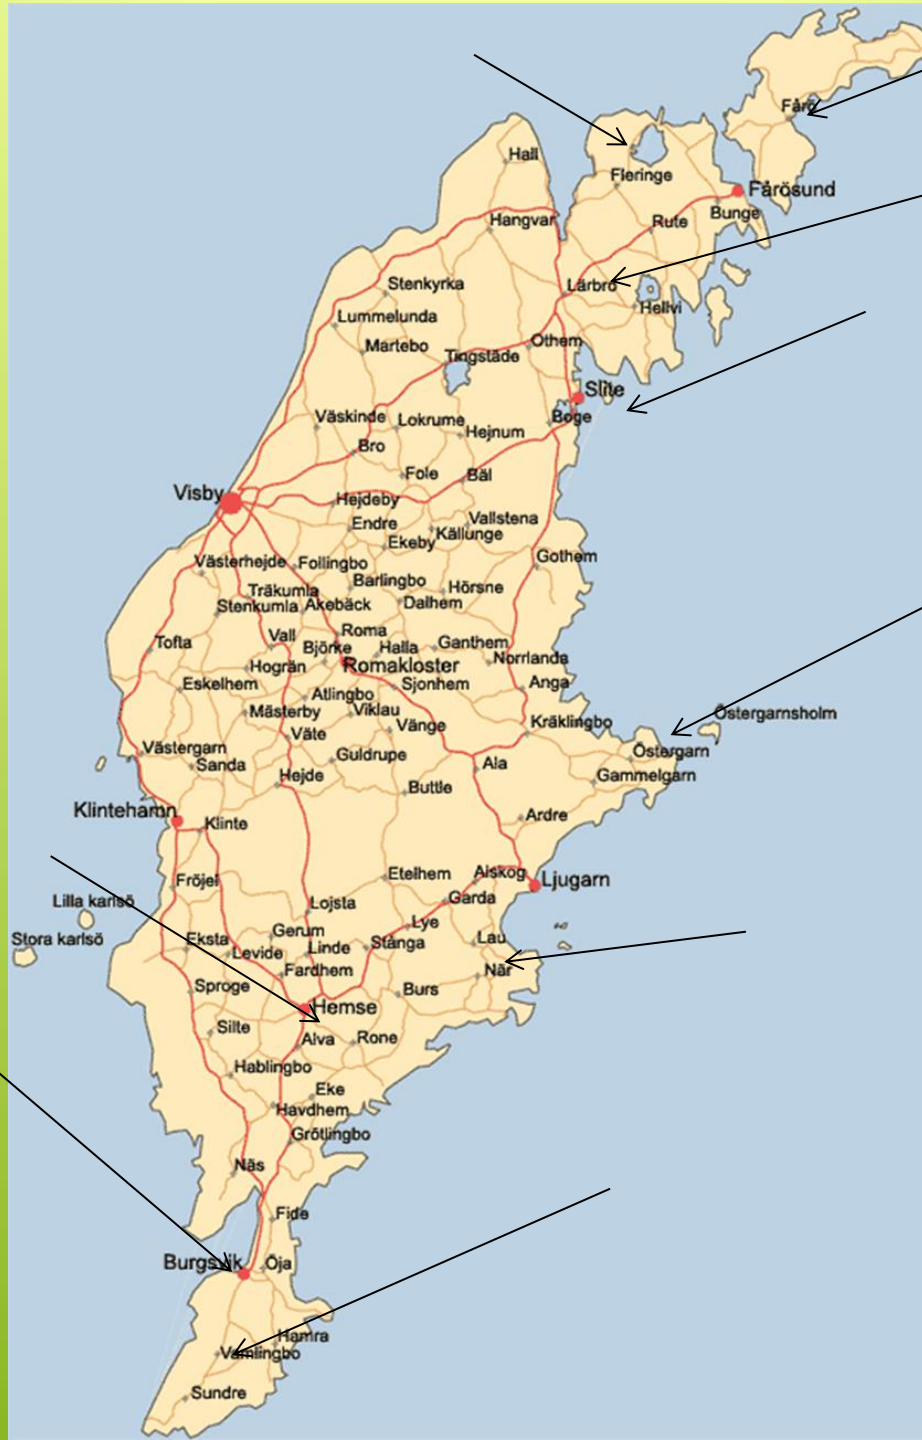 Fårö
Hall
Fleringe
Fårösund
Bunge
Hangvar
Rute
Lärbro
Stenkyrka
Hellvi
Lummelunda
Othem
Martebo
Tingstäde
Slite
Väskinde
Lokrume
Boge
Hejnum
Bro
Fole
Bäl
Visby
Hejdeby
Endre
Vallstena
Källunge
Ekeby
Gothem
Västerhejde
Follingbo
Barlingbo
Hörsne
Träkumla
Stenkumla
Akebäck
Dalhem
Roma
Vall
Tofta
Björke
Halla
Ganthem
Norrlanda
Hogrän
Romakloster
Eskelhem
Sjonhem
Anga
Atlingbo
Mästerby
Viklau
Östergarnsholm
Kräklingbo
Väte
Vänge
Västergarn
Östergarn
Guldrupe
Sanda
Ala
Hejde
Gammelgarn
Buttle
Klintehamn
Ardre
Klinte
Fröjel
Etelhem
Alskog
Ljugarn
Lilla karlsö
Lojsta
Garda
Lye
Gerum
Stora karlsö
Eksta
Linde
Stånga
Lau
Levide
Fardhem
När
Sproge
Burs
Hemse
Silte
Alva
Rone
Hablingbo
Eke
Havdhem
Grötlingbo
Näs
Fide
Burgsvik
Öja
Hamra
Vamlingbo
Sundre